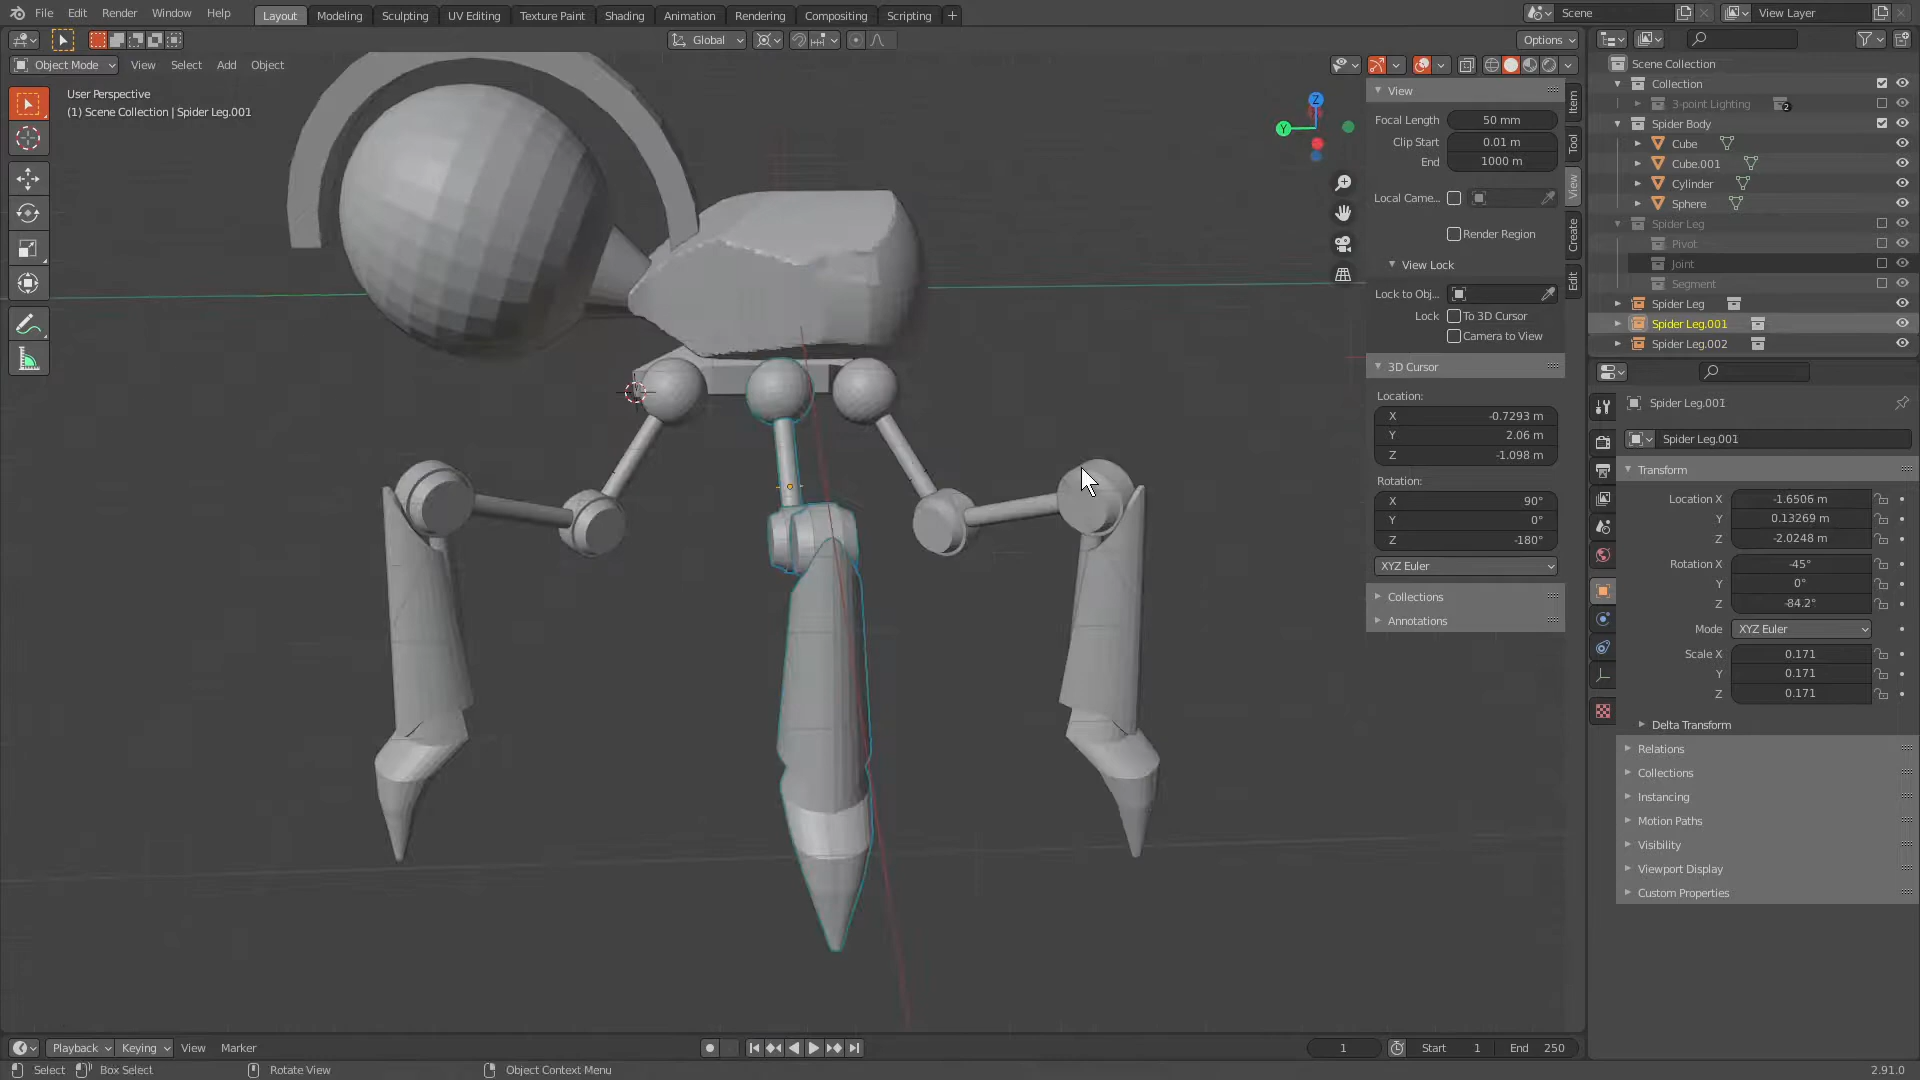 File Edit Render Window Help
Layout Modeling Sculpting UV Editing Texture Paint Shading Animation Rendering Compositing Scripting +
Scene
View Layer
Global
Options
Object Mode View Select Add Object
User Perspective
(1) Scene Collection | Spider Leg.001
Z
Y
View
Focal Length 50 mm
Clip Start 0.01 m
End 1000 m
Local Came...
Render Region
View Lock
Lock to Obj...
Lock To 3D Cursor
Camera to View
3D Cursor
Location:
X -0.7293 m
Y 2.06 m
Z -1.098 m
Rotation:
X 90°
Y 0°
Z -180°
XYZ Euler
Collections
Annotations
Item
Tool
View
Create
Edit
Scene Collection
Collection
3-point Lighting 2
Spider Body
Cube
Cube.001
Cylinder
Sphere
Spider Leg
Pivot
Joint
Segment
Spider Leg
Spider Leg.001
Spider Leg.002
Spider Leg.001
Spider Leg.001
Transform
Location X -1.6506 m
Y 0.13269 m
Z -2.0248 m
Rotation X -45°
Y 0°
Z -84.2°
Mode XYZ Euler
Scale X 0.171
Y 0.171
Z 0.171
Delta Transform
Relations
Collections
Instancing
Motion Paths
Visibility
Viewport Display
Custom Properties
Playback Keying View Marker
1
Start 1
End 250
Select Box Select Rotate View Object Context Menu
2.91.0